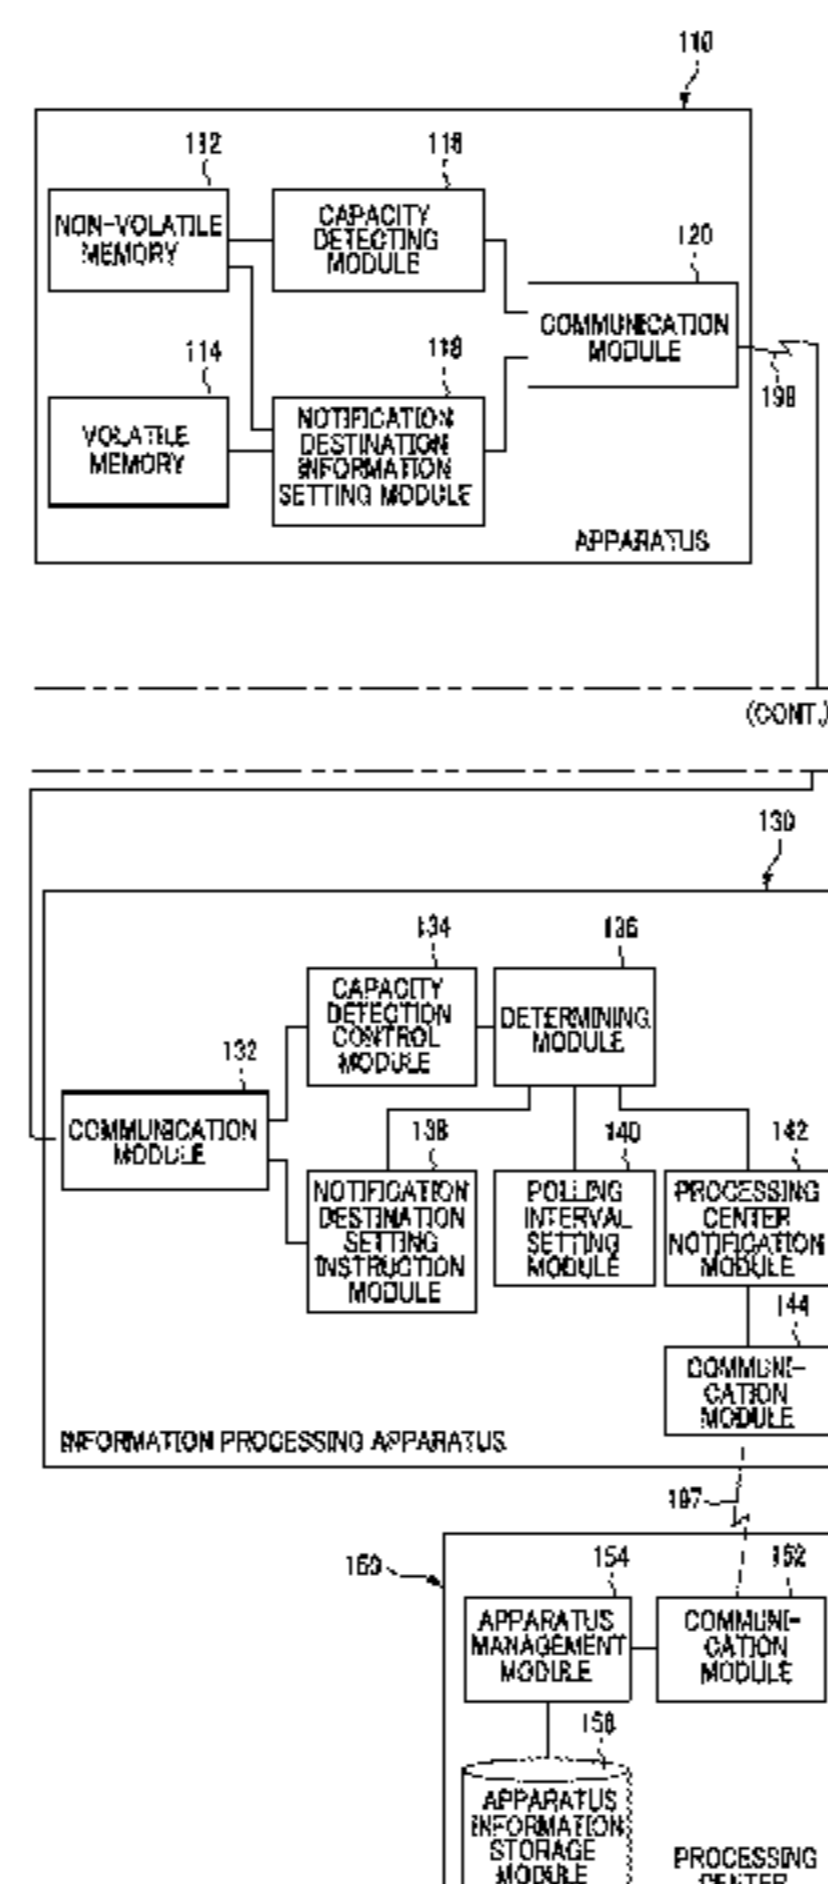 110
112
116
NON-VOLATILE
MEMORY
CAPACITY
DETECTING
MODULE
120
COMMUNICATION
MODULE
198
114
118
VOLATILE
MEMORY
NOTIFICATION
DESTINATION
INFORMATION
SETTING MODULE
APPARATUS
(CONT.)
130
134
136
CAPACITY
DETECTION
CONTROL
MODULE
DETERMINING
MODULE
132
COMMUNICATION
MODULE
138
140
142
NOTIFICATION
DESTINATION
SETTING
INSTRUCTION
MODULE
POLLING
INTERVAL
SETTING
MODULE
PROCESSING
CENTER
NOTIFICATION
MODULE
144
COMMUNI-
CATION
MODULE
INFORMATION PROCESSING APPARATUS
197
150
154
152
APPARATUS
MANAGEMENT
MODULE
COMMUNI-
CATION
MODULE
156
APPARATUS
INFORMATION
STORAGE
MODULE
PROCESSING
CENTER